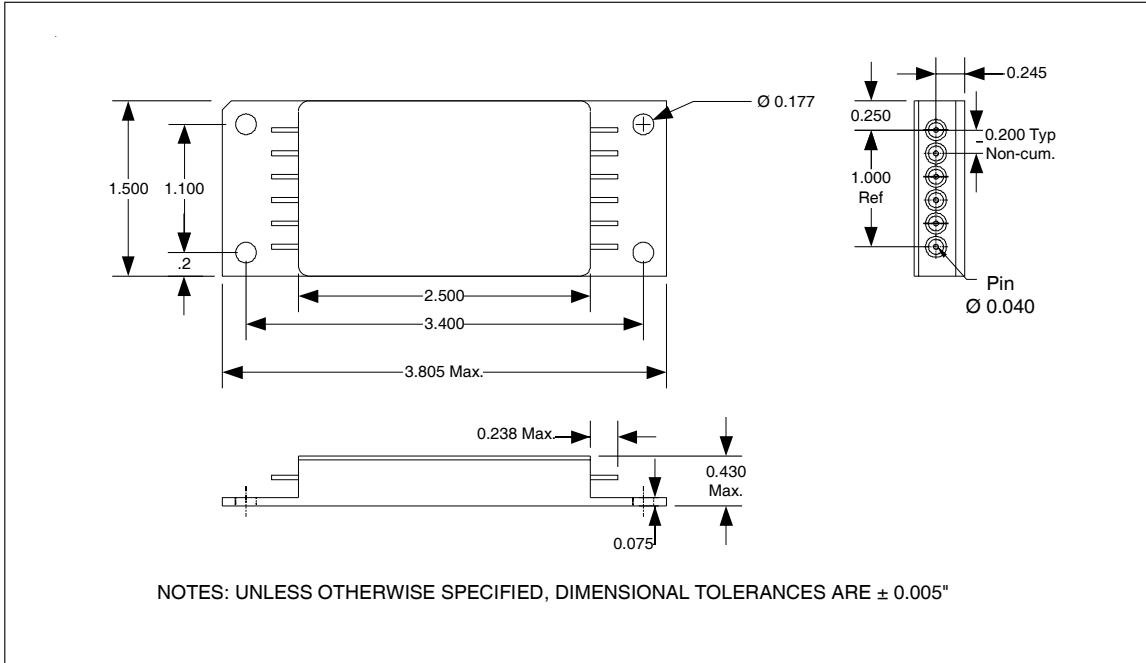 Ø 0.177
1.500
1.100
.2
2.500
3.400
3.805 Max.
0.245
0.250
0.200 Typ
Non-cum.
1.000
Ref
Pin
Ø 0.040
0.238 Max.
0.430
Max.
0.075
NOTES: UNLESS OTHERWISE SPECIFIED, DIMENSIONAL TOLERANCES ARE ± 0.005"